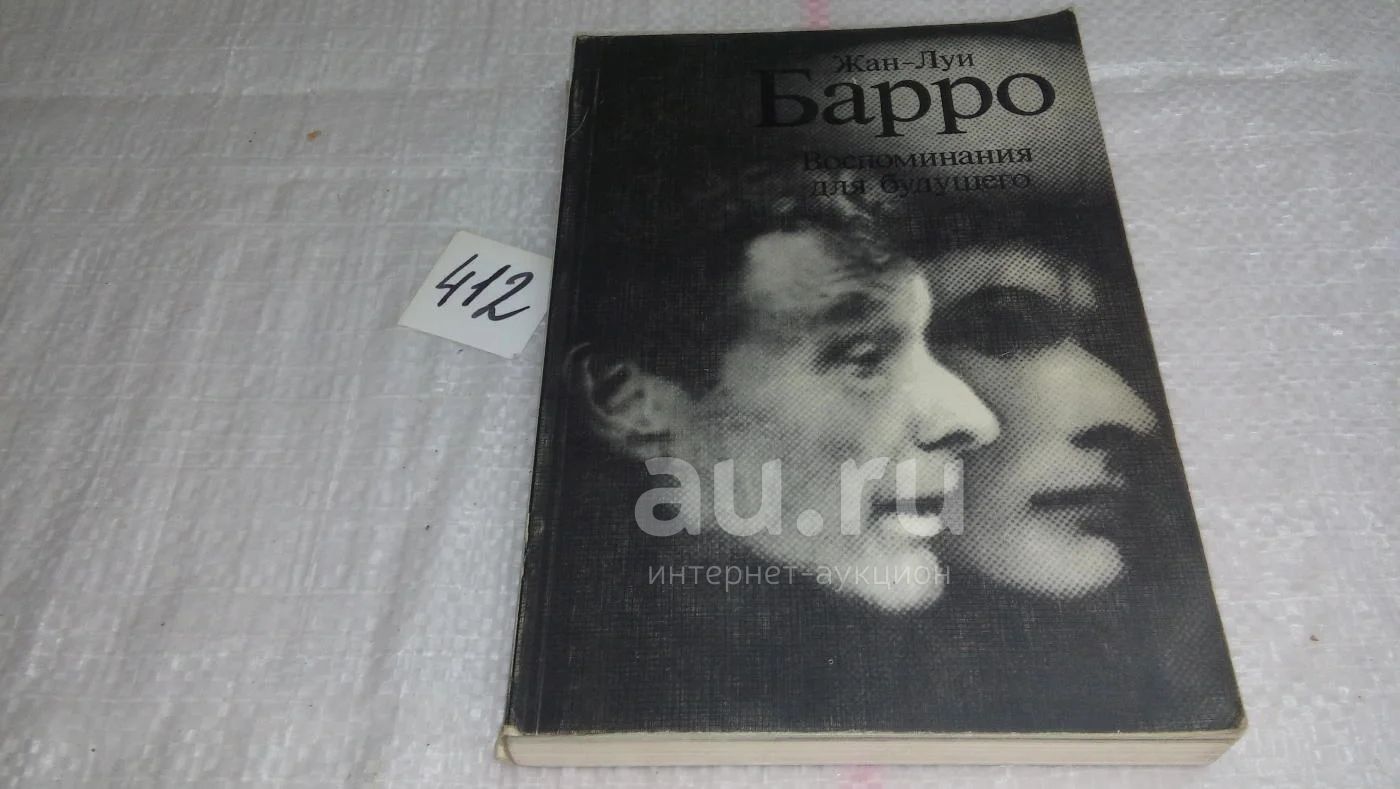 Жан-Луи
Барро
Воспоминания
для будущего
412
au.ru
интернет-аукцион